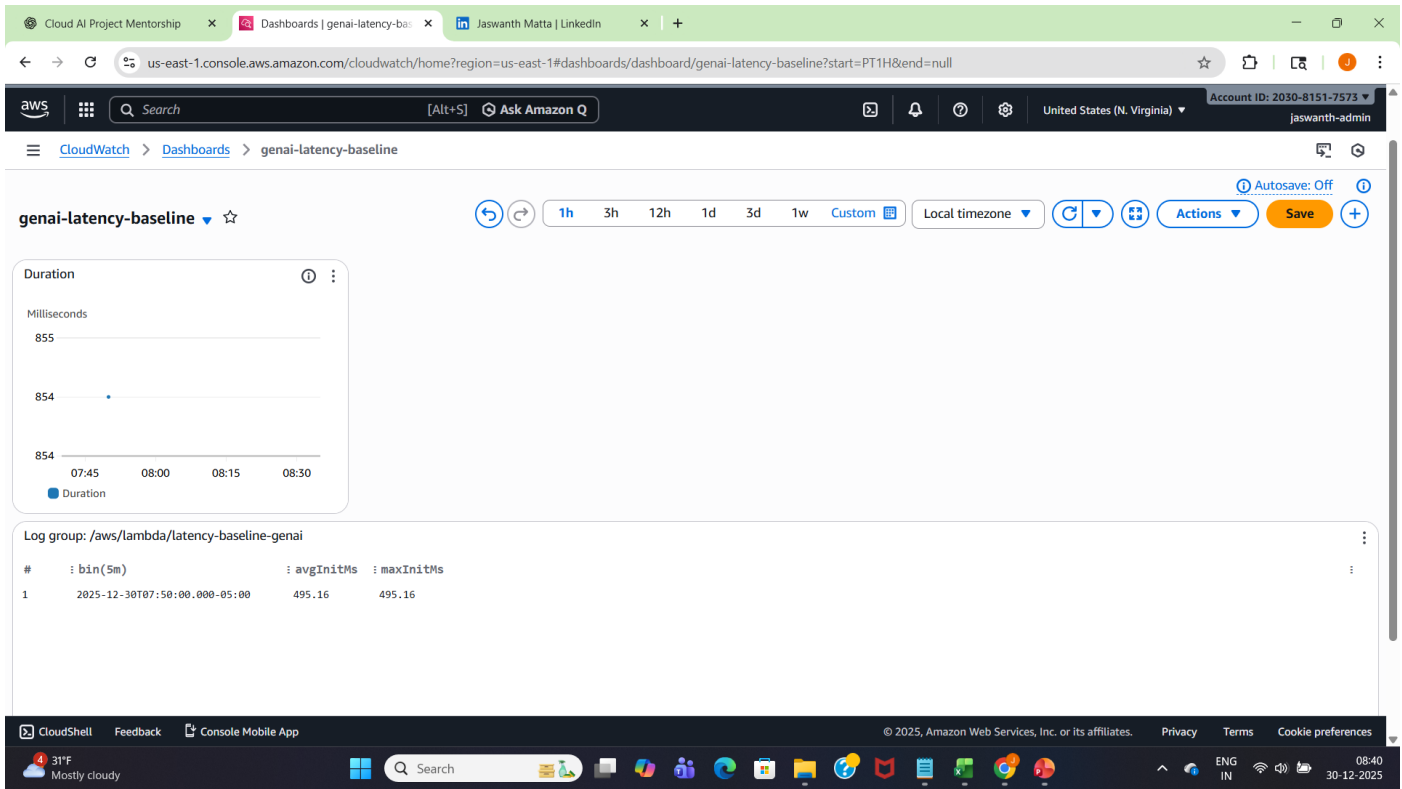 Cloud AI Project Mentorship
Dashboards | genai-latency-bas
Jaswanth Matta | LinkedIn
us-east-1.console.aws.amazon.com/cloudwatch/home?region=us-east-1#dashboards/dashboard/genai-latency-baseline?start=PT1H&end=null
J
aws
Search [Alt+S]
Ask Amazon Q
United States (N. Virginia)
Account ID: 2030-8151-7573
jaswanth-admin
CloudWatch > Dashboards > genai-latency-baseline
Autosave: Off
genai-latency-baseline
1h 3h 12h 1d 3d 1w Custom
Local timezone
Actions
Save
Duration
Milliseconds
855
854
854
07:45 08:00 08:15 08:30
Duration
Log group: /aws/lambda/latency-baseline-genai
# bin(5m) avgInitMs maxInitMs
1 2025-12-30T07:50:00.000-05:00 495.16 495.16
CloudShell Feedback Console Mobile App
© 2025, Amazon Web Services, Inc. or its affiliates. Privacy Terms Cookie preferences
4
31°F
Mostly cloudy
Search
J
ENG
IN
08:40
30-12-2025